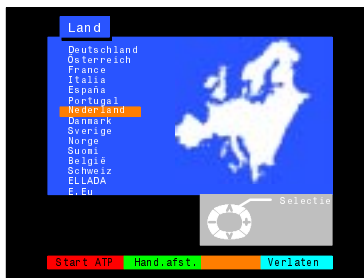 Land
Deutschland
Österreich
France
Italia
España
Portugal
Nederland
Danmark
Sverige
Norge
Suomi
België
Schweiz
ELLADA
E.Eu
Selectie
Start ATP Hand.afst. Verlaten